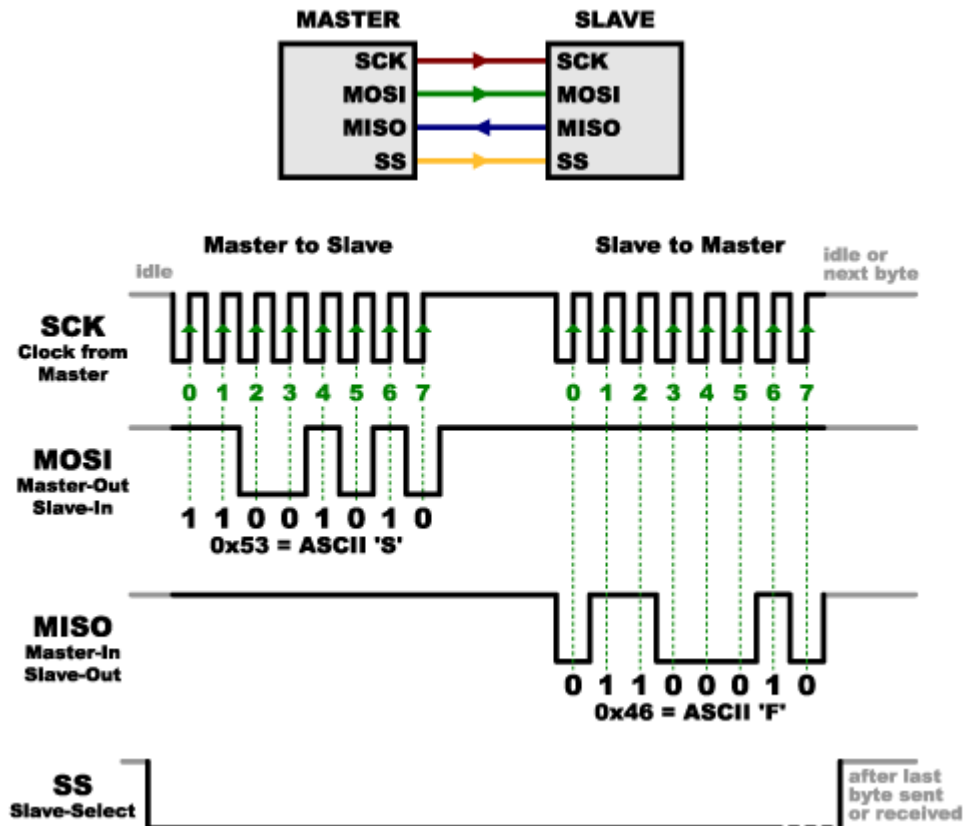 MASTER SLAVE
SCK SCK
MOSI MOSI
MISO MISO
SS SS
Master to Slave Slave to Master
idle
idle or
next byte
SCK
Clock from
Master
0 1 2 3 4 5 6 7 0 1 2 3 4 5 6 7
MOSI
Master-Out
Slave-In
1 1 0 0 1 0 1 0
0x53 = ASCII 'S'
MISO
Master-In
Slave-Out
0 1 1 0 0 0 1 0
0x46 = ASCII 'F'
SS
Slave-Select
after last
byte sent
or received